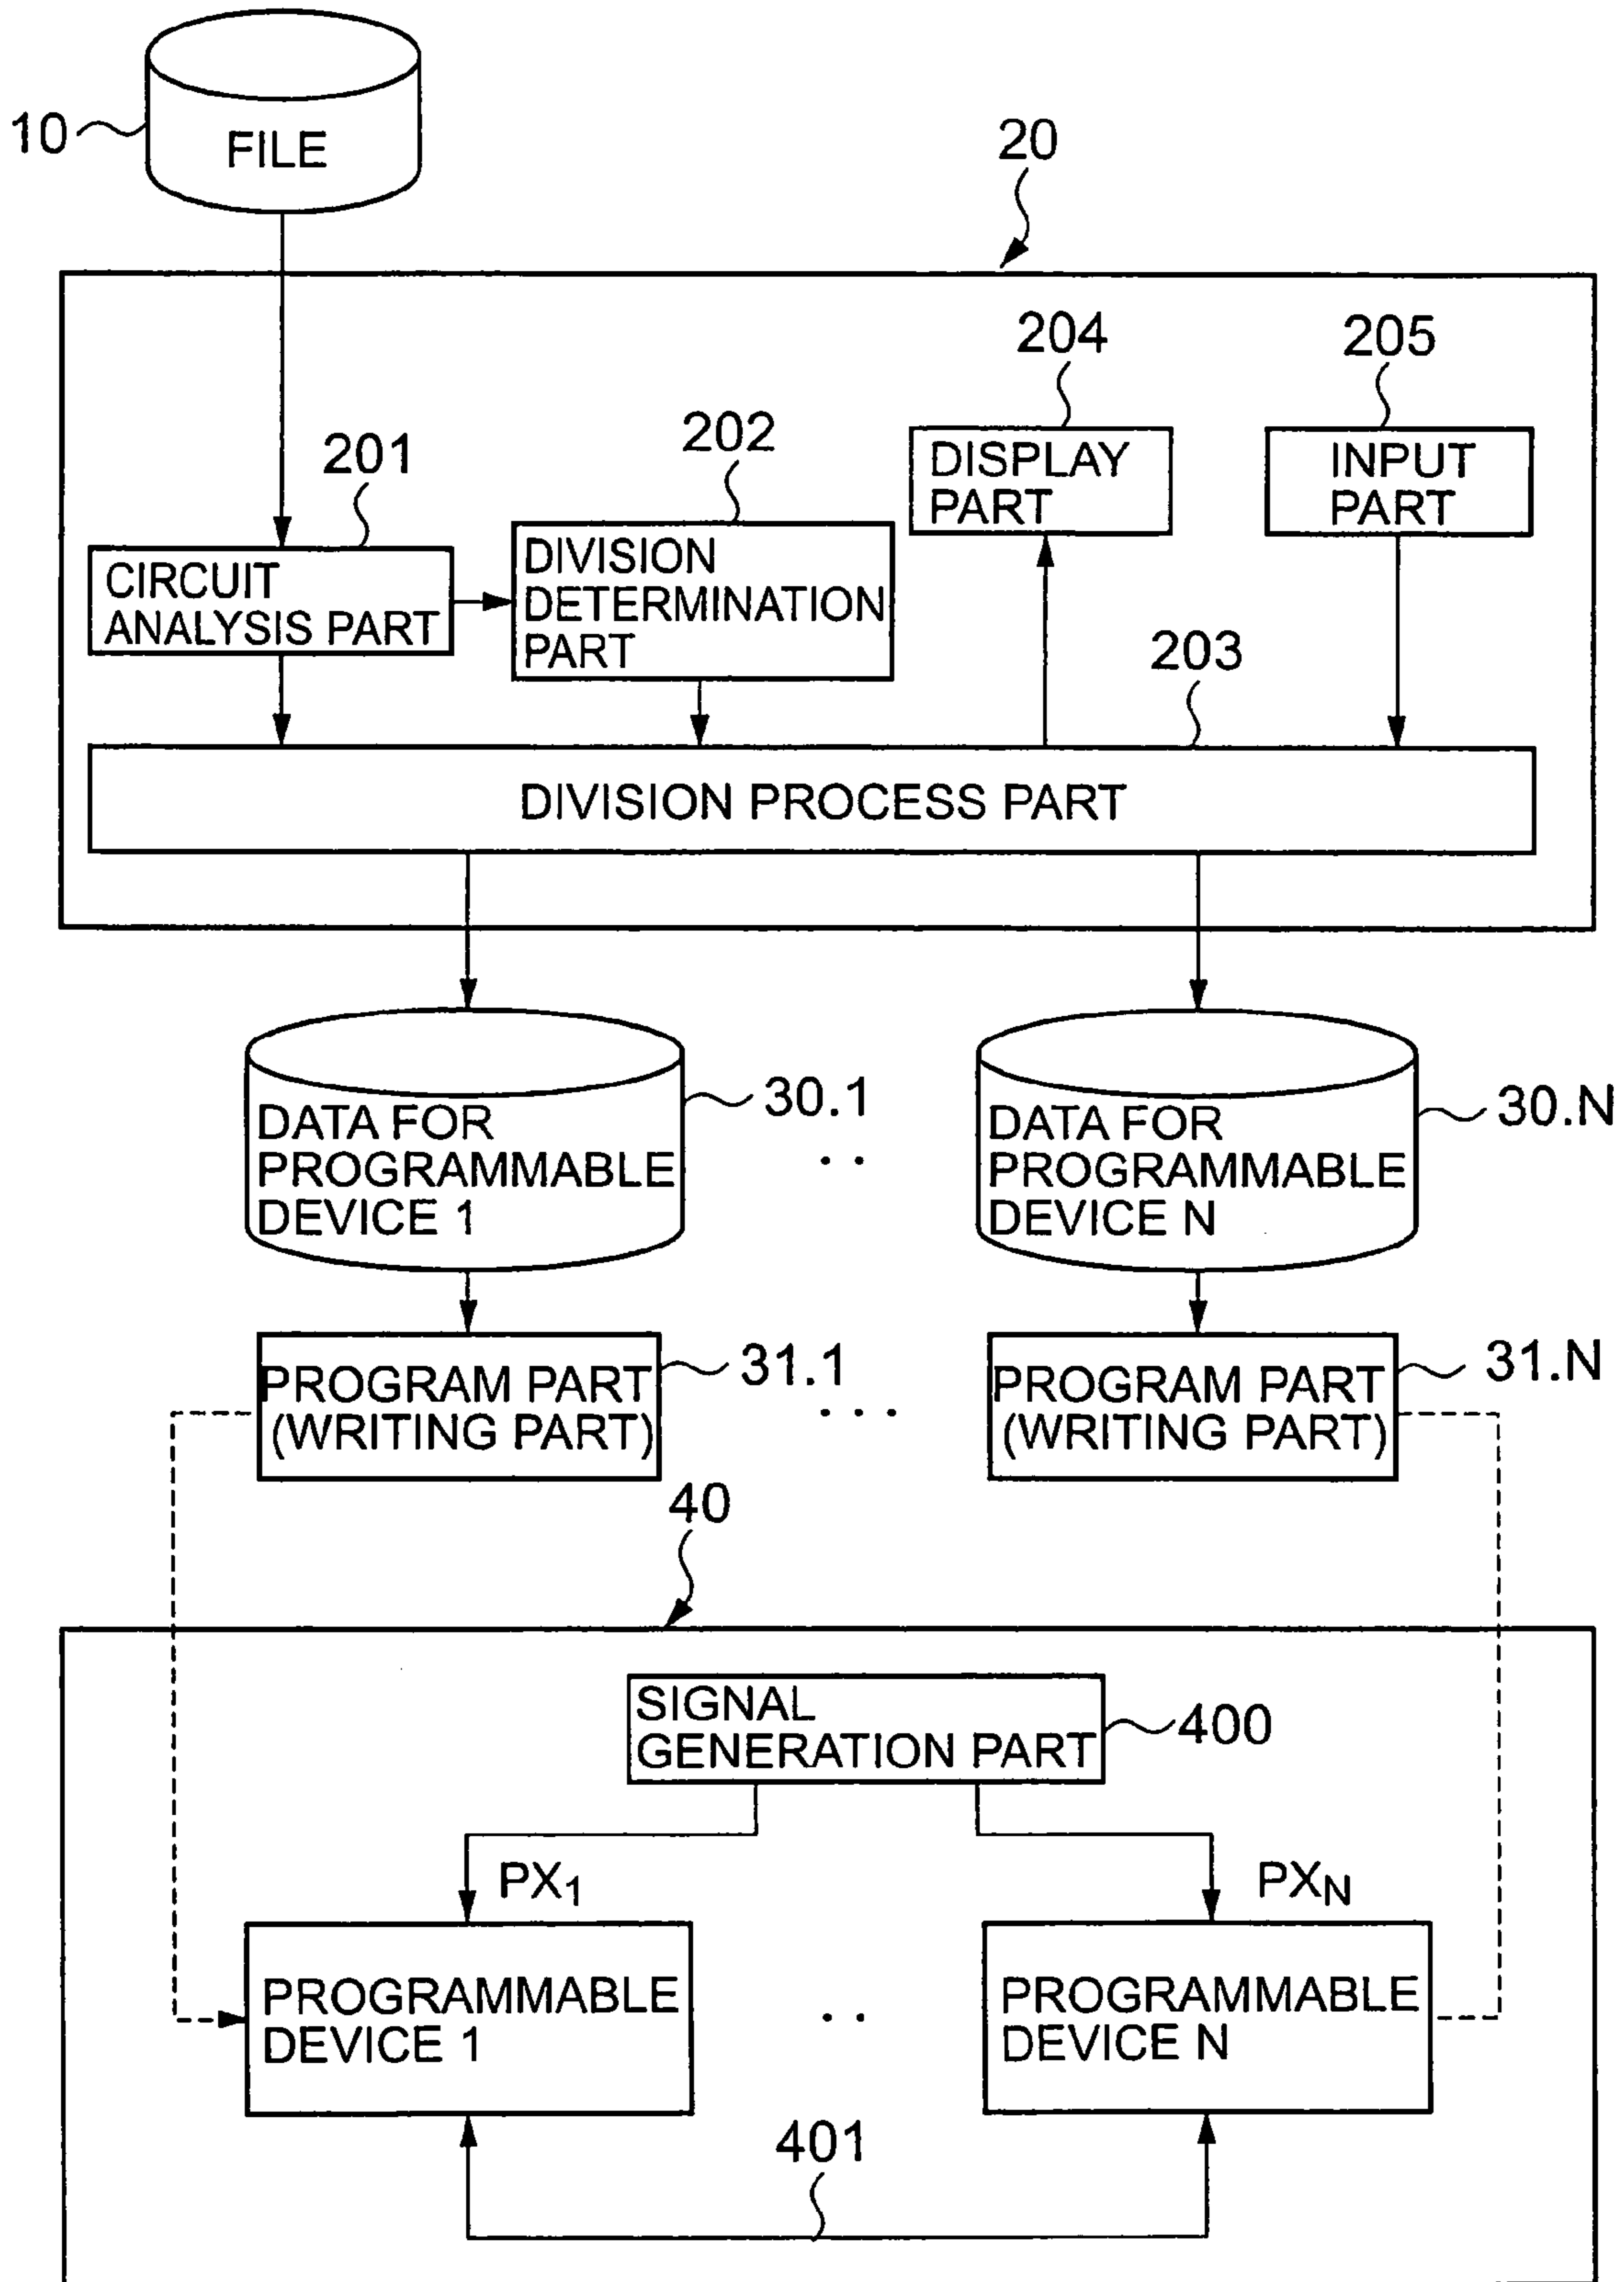 10
FILE
20
204
205
201
202
DISPLAY
PART
INPUT
PART
CIRCUIT
ANALYSIS PART
DIVISION
DETERMINATION
PART
203
DIVISION PROCESS PART
DATA FOR
PROGRAMMABLE
DEVICE 1
30.1
. .
DATA FOR
PROGRAMMABLE
DEVICE N
30.N
PROGRAM PART
(WRITING PART)
31.1
. . .
PROGRAM PART
(WRITING PART)
31.N
40
SIGNAL
GENERATION PART
400
PX1
PXN
PROGRAMMABLE
DEVICE 1
. .
PROGRAMMABLE
DEVICE N
401